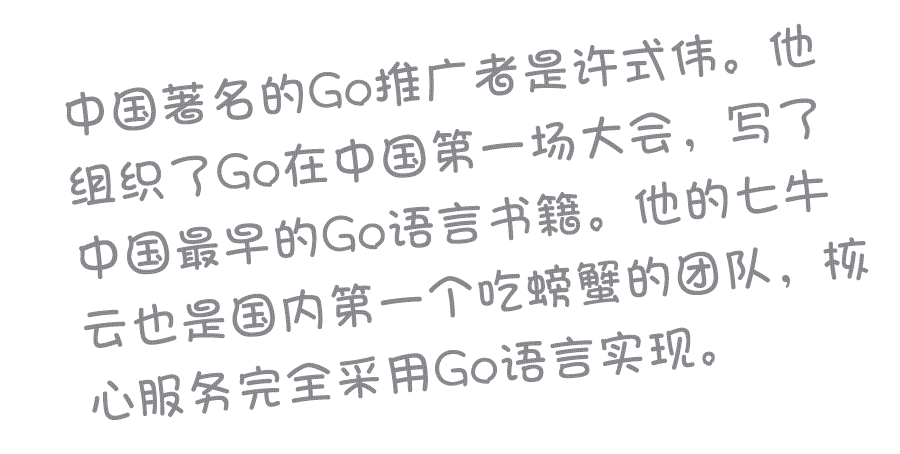 中国著名的Go推广者是许式伟。他
组织了Go在中国第一场大会，写了
中国最早的Go语言书籍。他的七牛
云也是国内第一个吃螃蟹的团队，核
心服务完全采用Go语言实现。